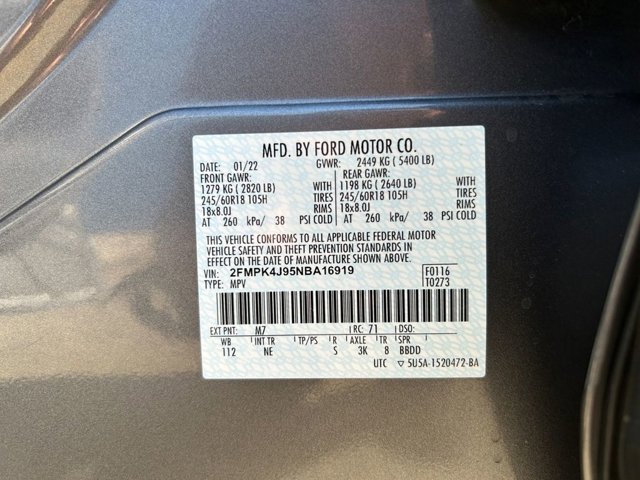 MFD. BY FORD MOTOR CO.
DATE: 01/22 GVWR: 2449 KG ( 5400 LB)
FRONT GAWR: REAR GAWR:
1279 KG ( 2820 LB) WITH 1198 KG ( 2640 LB) WITH
245/60R18 105H TIRES 245/60R18 105H TIRES
18x8.0J RIMS 18x8.0J RIMS
AT 260 kPa/ 38 PSI COLD AT 260 kPa/ 38 PSI COLD
THIS VEHICLE CONFORMS TO ALL APPLICABLE FEDERAL MOTOR
VEHICLE SAFETY AND THEFT PREVENTION STANDARDS IN
EFFECT ON THE DATE OF MANUFACTURE SHOWN ABOVE.
VIN: 2FMPK4J95NBA16919 F0116
TYPE: MPV T0273
EXT PNT: M7 RC: 71 DSO:
WB INT TR TP/PS R AXLE TR SPR
112 NE S 3K 8 BBDD
UTC ▽ 5U5A-1520472-BA